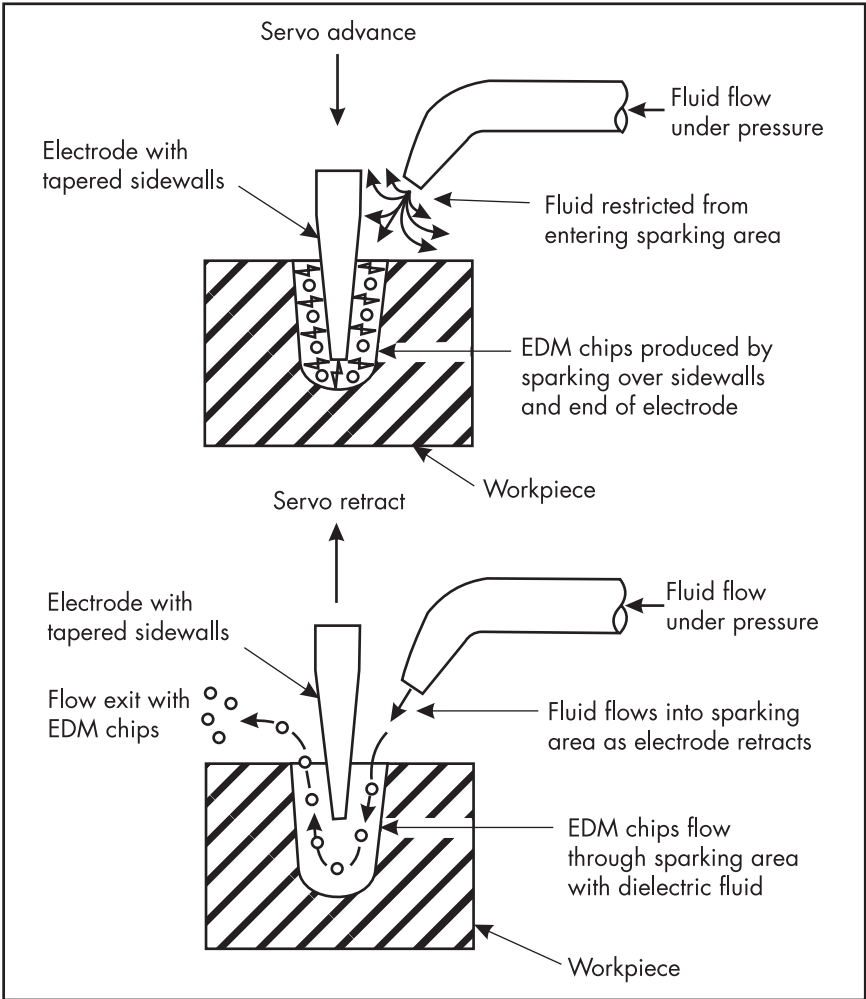 Servo advance
Fluid flow
under pressure
Electrode with
tapered sidewalls
Fluid restricted from
entering sparking area
EDM chips produced by
sparking over sidewalls
and end of electrode
Workpiece
Servo retract
Electrode with
tapered sidewalls
Fluid flow
under pressure
Flow exit with
EDM chips
Fluid flows into sparking
area as electrode retracts
EDM chips flow
through sparking area
with dielectric fluid
Workpiece